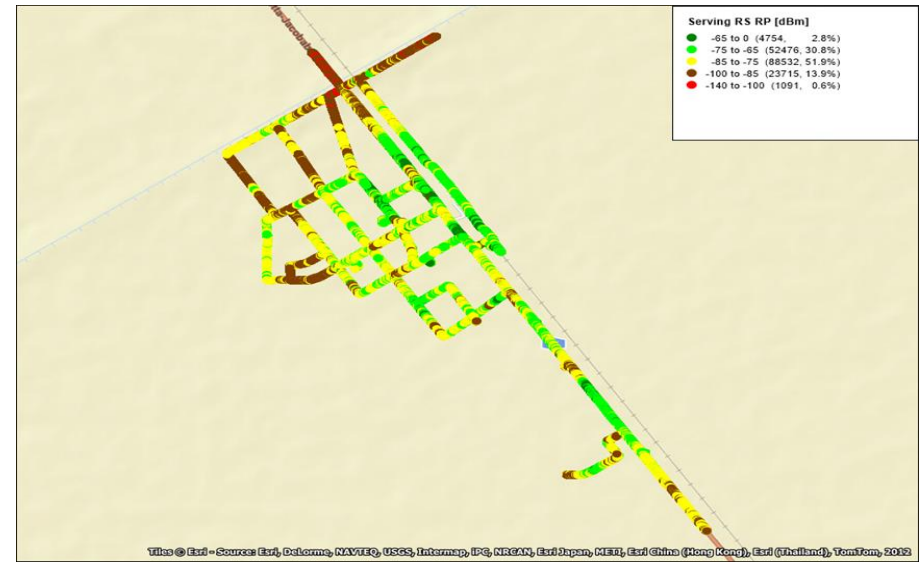 Serving RS RP [dBm]
-65 to 0 (4754, 2.8%)
-75 to -65 (52476, 30.8%)
-85 to -75 (88532, 51.9%)
-100 to -85 (23715, 13.9%)
-140 to -100 (1091, 0.6%)
Tiles © Esri - Source: Esri, DeLorme, NAVTEQ, USGS, Intermap, iPC, NRCAN, Esri Japan, METI, Esri China (Hong Kong), Esri (Thailand), TomTom, 2012